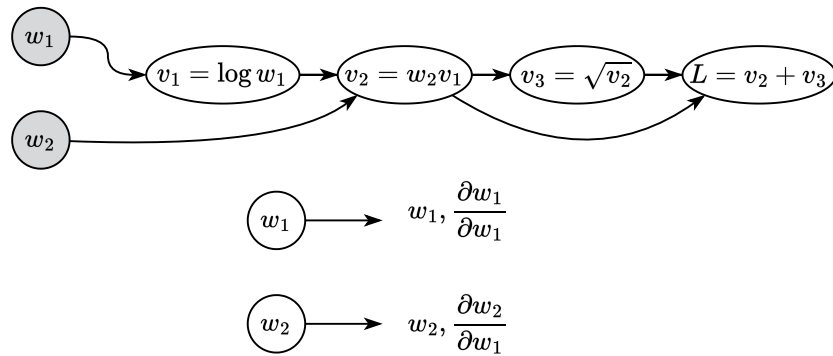 w₁
v₁ = log w₁
v₂ = w₂v₁
v₃ = √v₂
L = v₂ + v₃
w₂
w₁
w₁, ∂w₁/∂w₁
w₂
w₂, ∂w₂/∂w₁